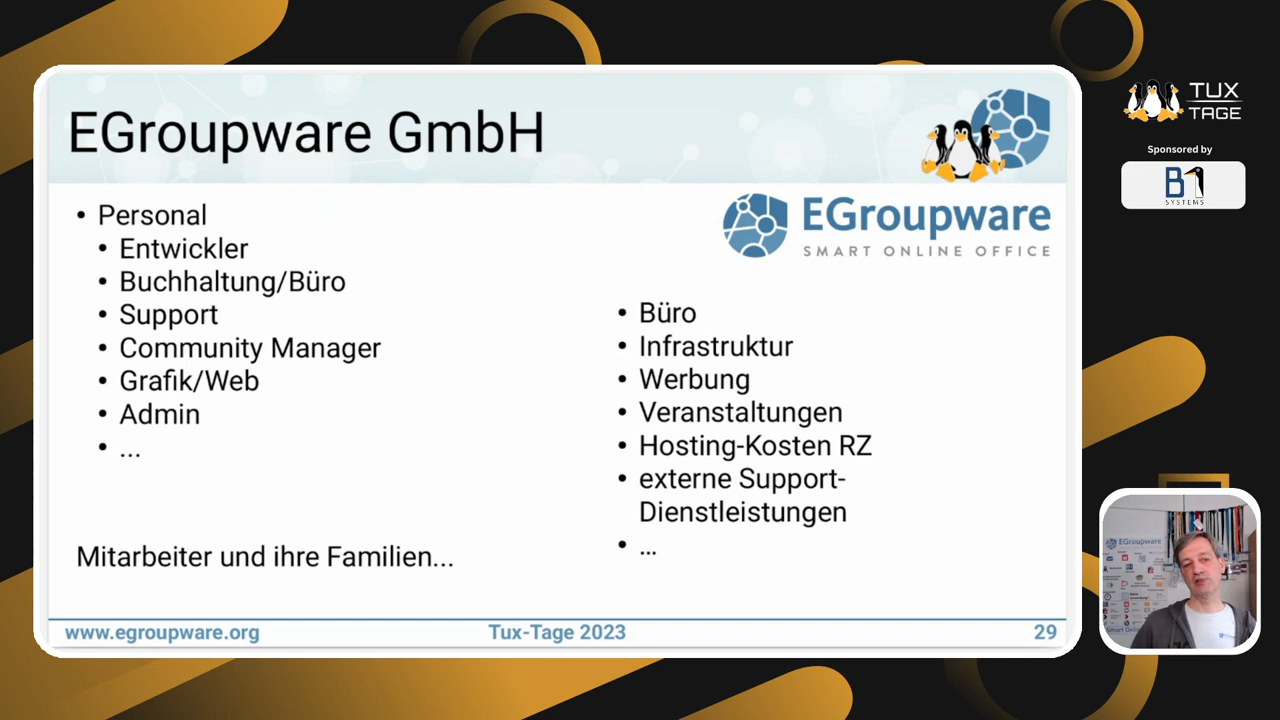 EGroupware GmbH
• Personal
• Entwickler
• Buchhaltung/Büro
• Support
• Community Manager
• Grafik/Web
• Admin
• ...
Mitarbeiter und ihre Familien...
EGroupware
SMART ONLINE OFFICE
• Büro
• Infrastruktur
• Werbung
• Veranstaltungen
• Hosting-Kosten RZ
• externe Support-
Dienstleistungen
• ...
www.egroupware.org
Tux-Tage 2023
29
TUX
TAGE
Sponsored by
B1
SYSTEMS
EGroupware